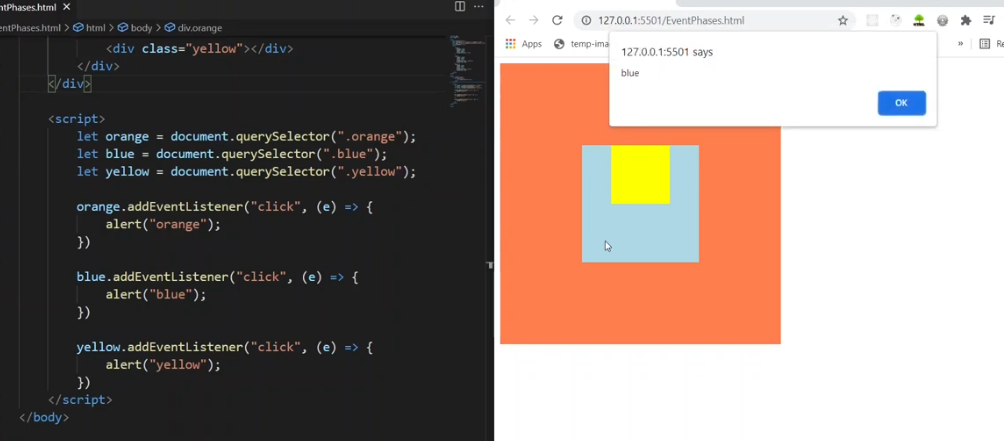 entPhases.html
entPhases.html > html > body > div.orange
<div class="yellow"></div>
</div>
</div>
<script>
let orange = document.querySelector(".orange");
let blue = document.querySelector(".blue");
let yellow = document.querySelector(".yellow");
orange.addEventListener("click", (e) => {
alert("orange");
})
blue.addEventListener("click", (e) => {
alert("blue");
})
yellow.addEventListener("click", (e) => {
alert("yellow");
})
</script>
</body>
127.0.0.1:5501/EventPhases.html
Apps temp-ima » Re
127.0.0.1:5501 says
blue
OK